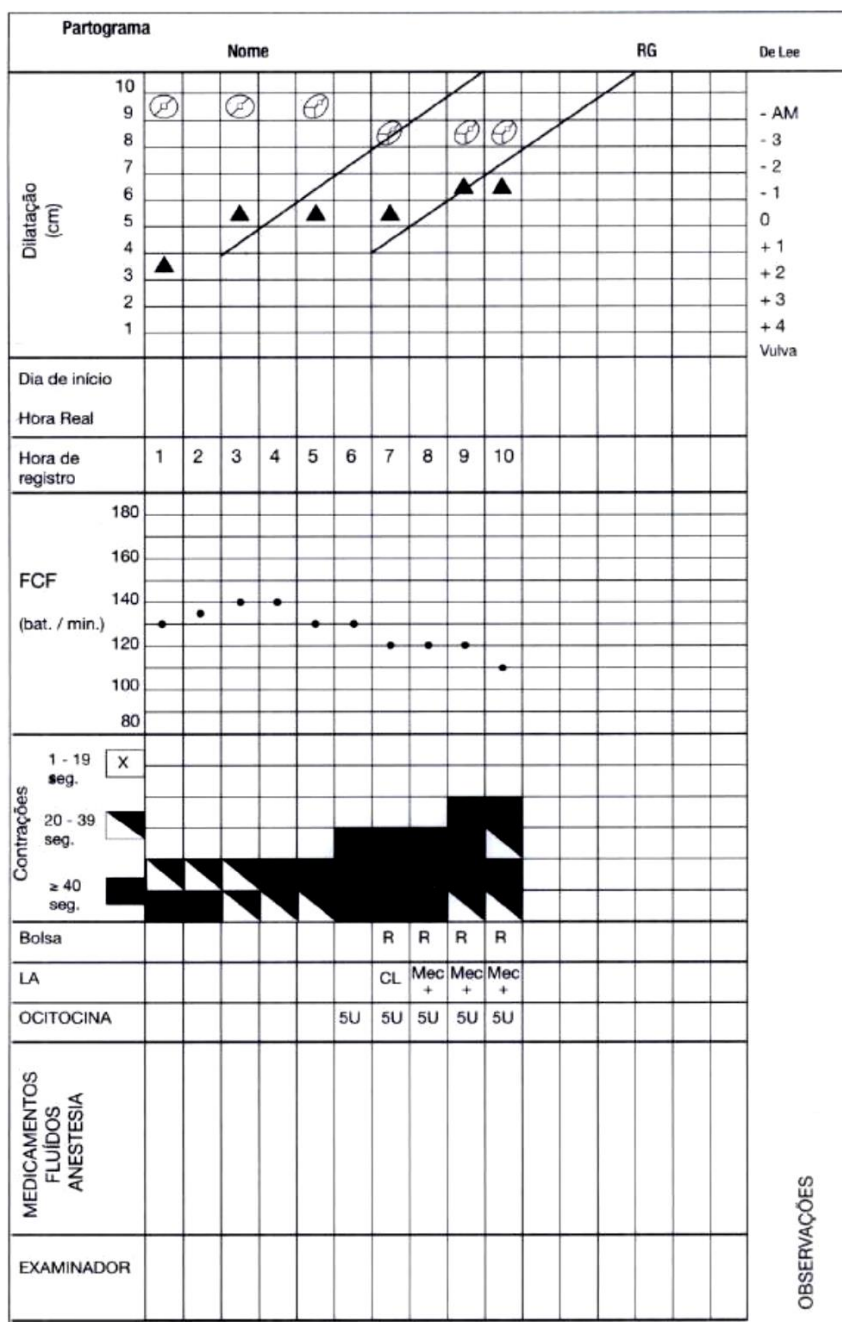 Partograma
Nome RG De Lee
Dilatação
(cm)
10
9 - AM
8 - 3
7 - 2
6 - 1
5 0
4 + 1
3 + 2
2 + 3
1 + 4
Vulva
Dia de início
Hora Real
Hora de
registro
1 2 3 4 5 6 7 8 9 10
FCF
(bat. / min.)
180
160
140
120
100
80
Contrações
1 - 19
seg.
X
20 - 39
seg.
≥ 40
seg.
Bolsa R R R R
LA CL Mec
+ Mec
+ Mec
+
OCITOCINA 5U 5U 5U 5U 5U
MEDICAMENTOS
FLUÍDOS
ANESTESIA
EXAMINADOR
OBSERVAÇÕES